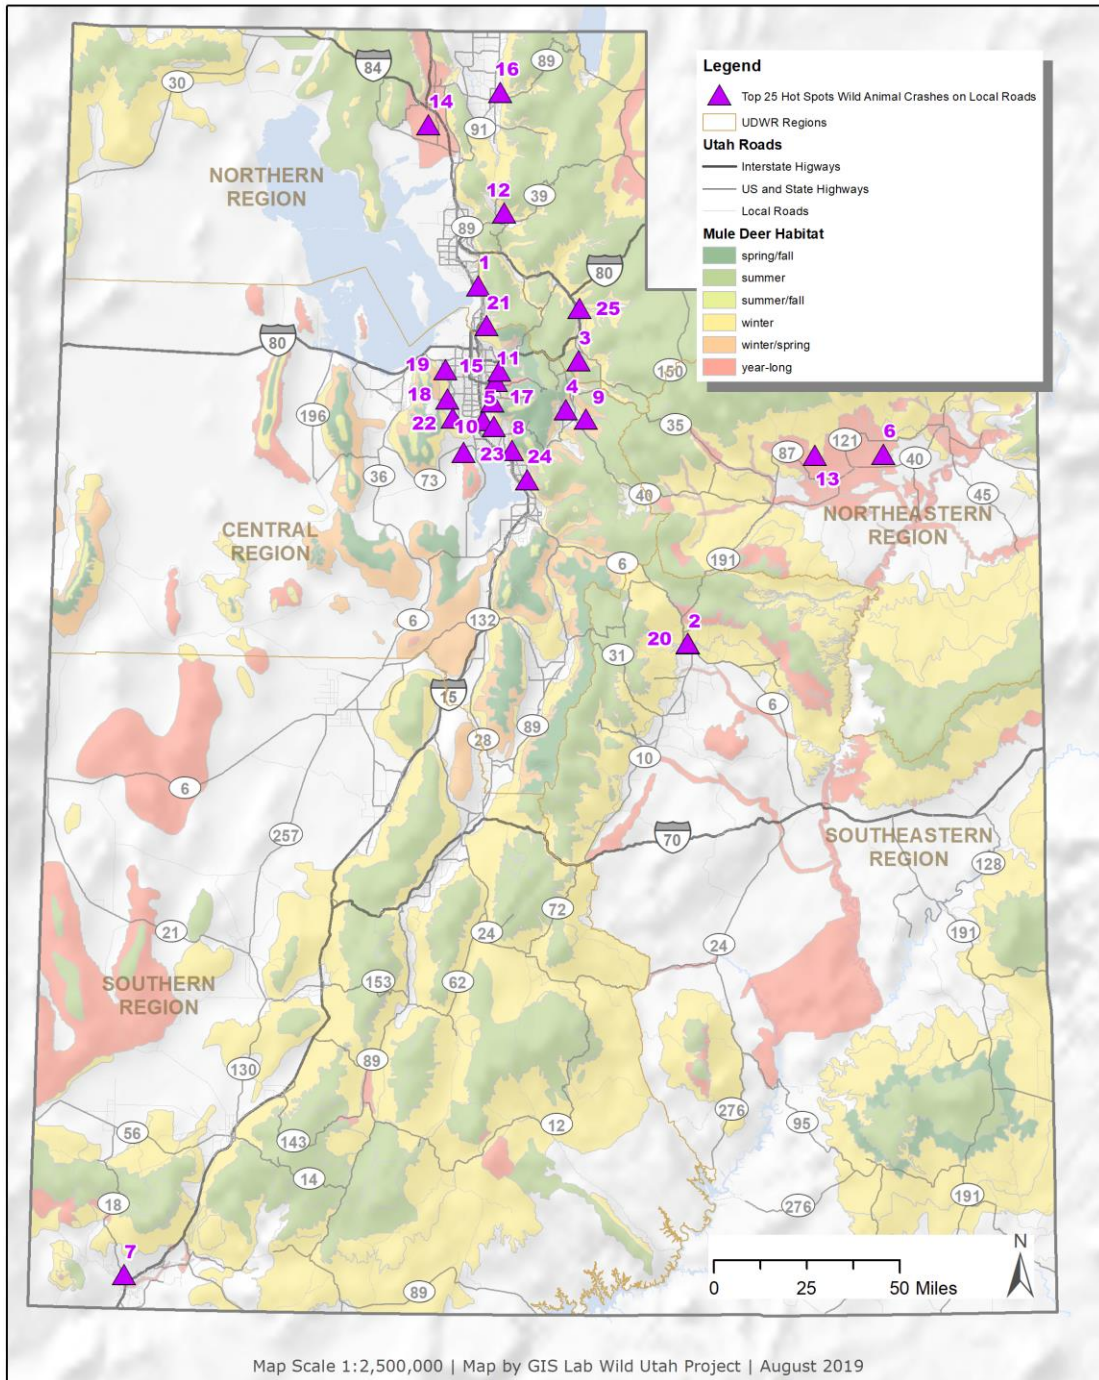 84
30
16
89
14
91
NORTHERN
REGION
12
39
89
1
80
21
25
80
3
19
15
11
150
18
5
17
4
196
22
10
8
9
35
23
24
36
73
87
121
6
13
40
40
45
NORTHEASTERN
REGION
CENTRAL
REGION
191
6
6
132
2
20
31
15
6
28
89
10
6
257
70
SOUTHEASTERN
REGION
128
72
21
24
191
24
SOUTHERN
REGION
153
62
89
130
276
56
12
95
143
14
18
276
191
7
89
Legend
Top 25 Hot Spots Wild Animal Crashes on Local Roads
UDWR Regions
Utah Roads
Interstate Higways
US and State Highways
Local Roads
Mule Deer Habitat
spring/fall
summer
summer/fall
winter
winter/spring
year-long
N
0 25 50 Miles
Map Scale 1:2,500,000 | Map by GIS Lab Wild Utah Project | August 2019